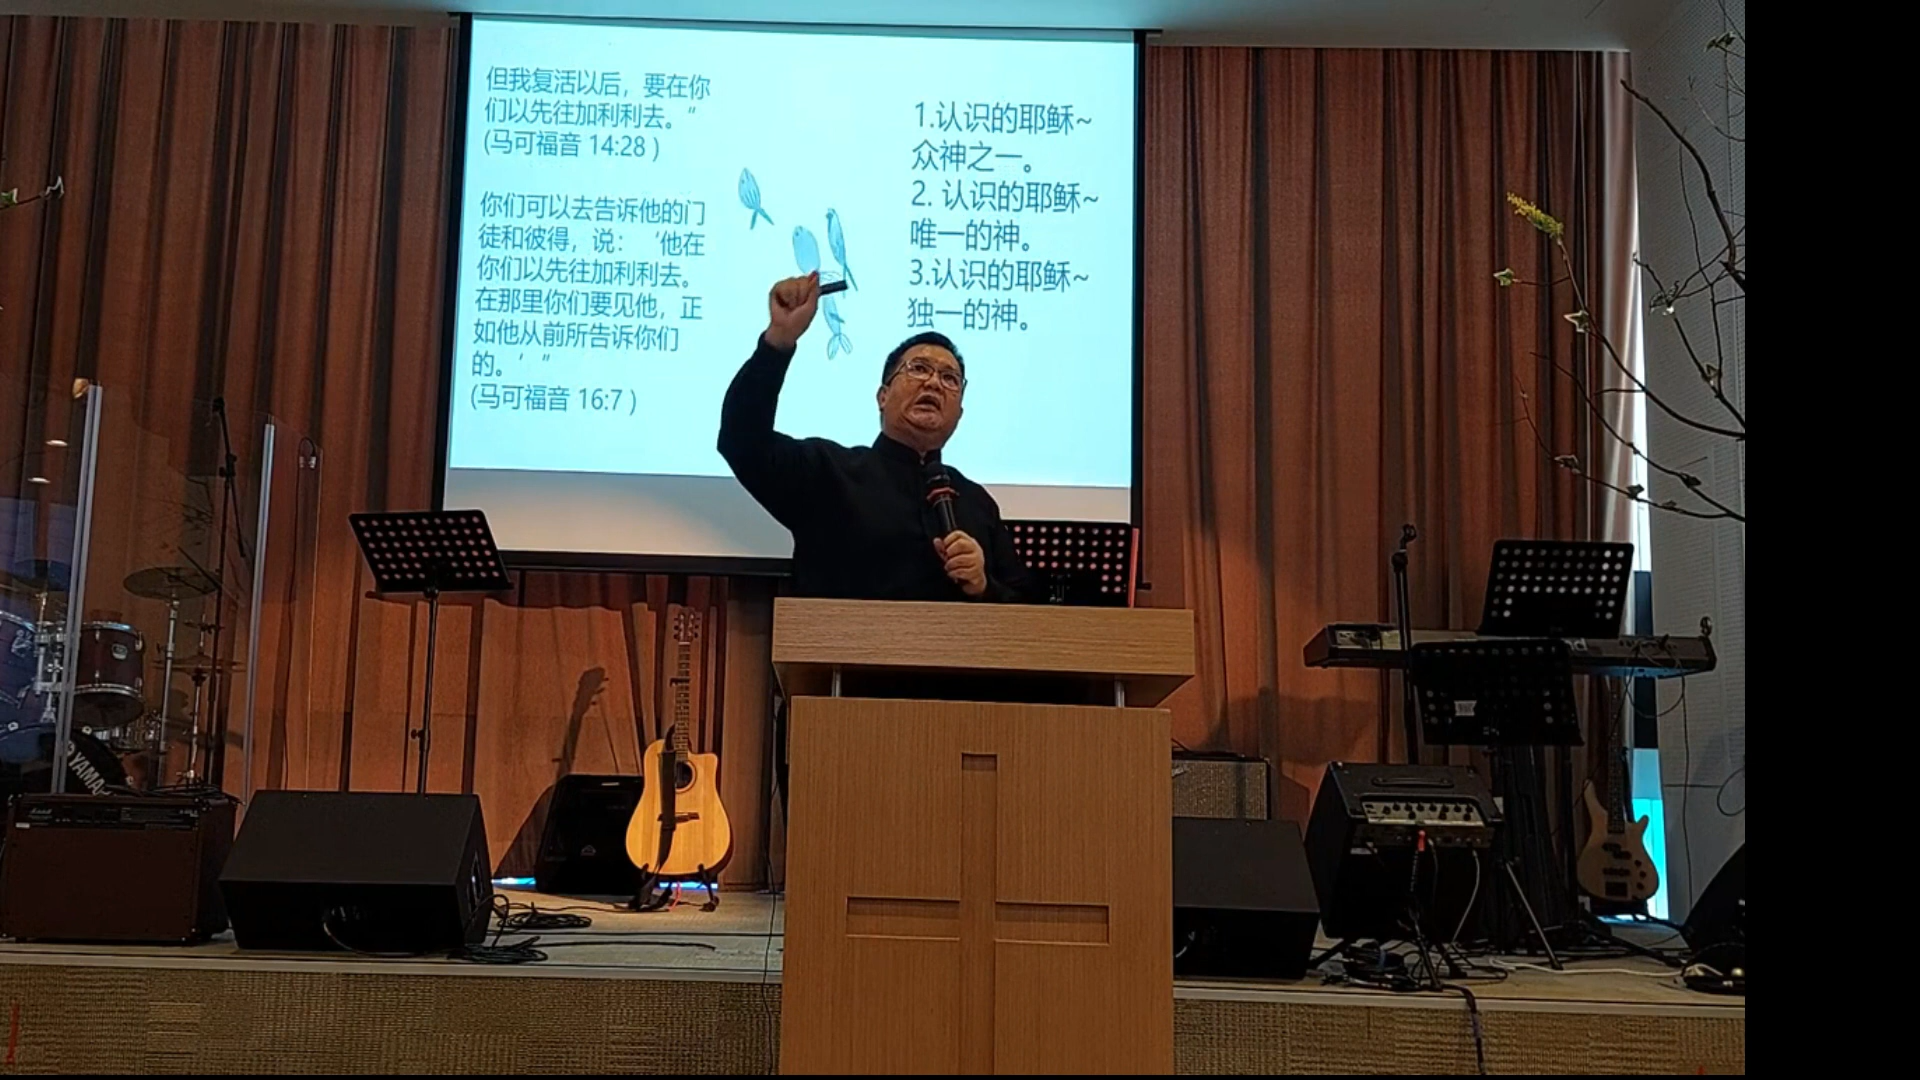 但我复活以后，要在你
们以先往加利利去。”
(马可福音 14:28 )
你们可以去告诉他的门
徒和彼得，说：‘他在
你们以先往加利利去。
在那里你们要见他，正
如他从前所告诉你们
的。’”
(马可福音 16:7 )
1.认识的耶稣~
众神之一。
2. 认识的耶稣~
唯一的神。
3.认识的耶稣~
独一的神。
YAMA